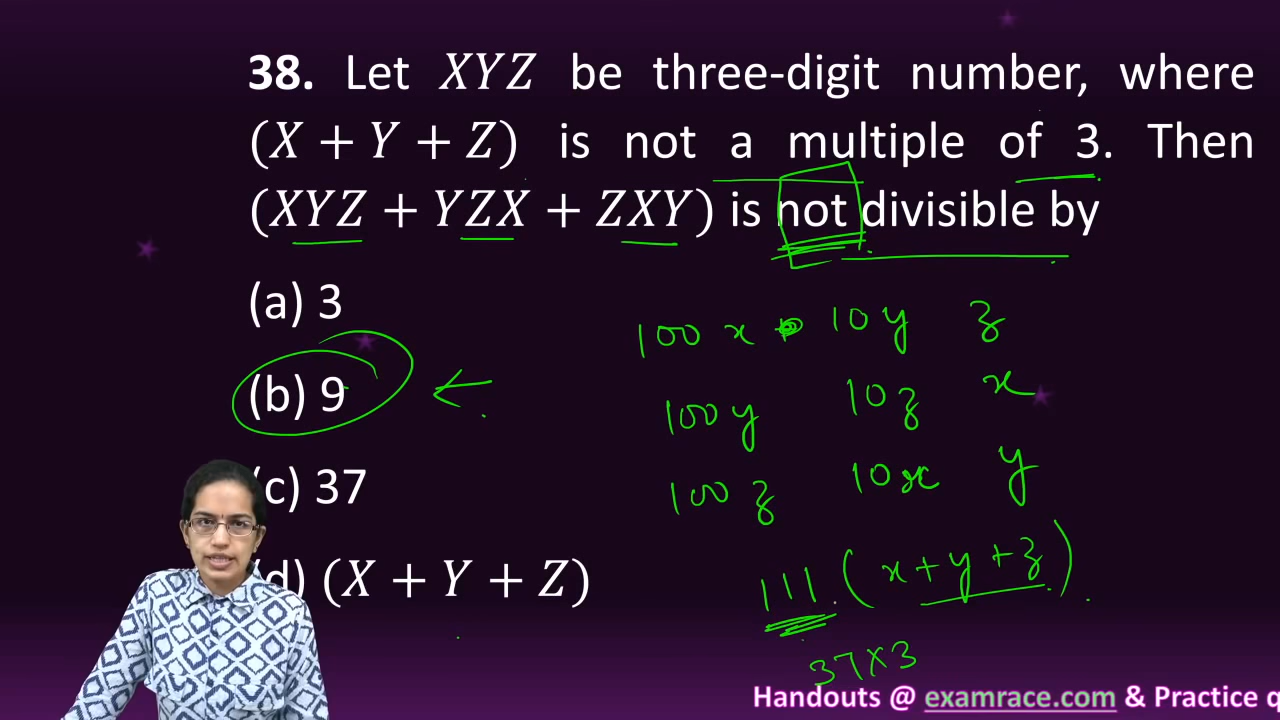 38. Let XYZ be three-digit number, where
(X + Y + Z) is not a multiple of 3. Then
(XYZ + YZX + ZXY) is not divisible by
(a) 3
(b) 9
(c) 37
(d) (X + Y + Z)
100 x + 10 y z
100 y 10 z x
100 z 10 x y
111 ( x + y + z )
37 x 3
Handouts @ examrace.com & Practice q